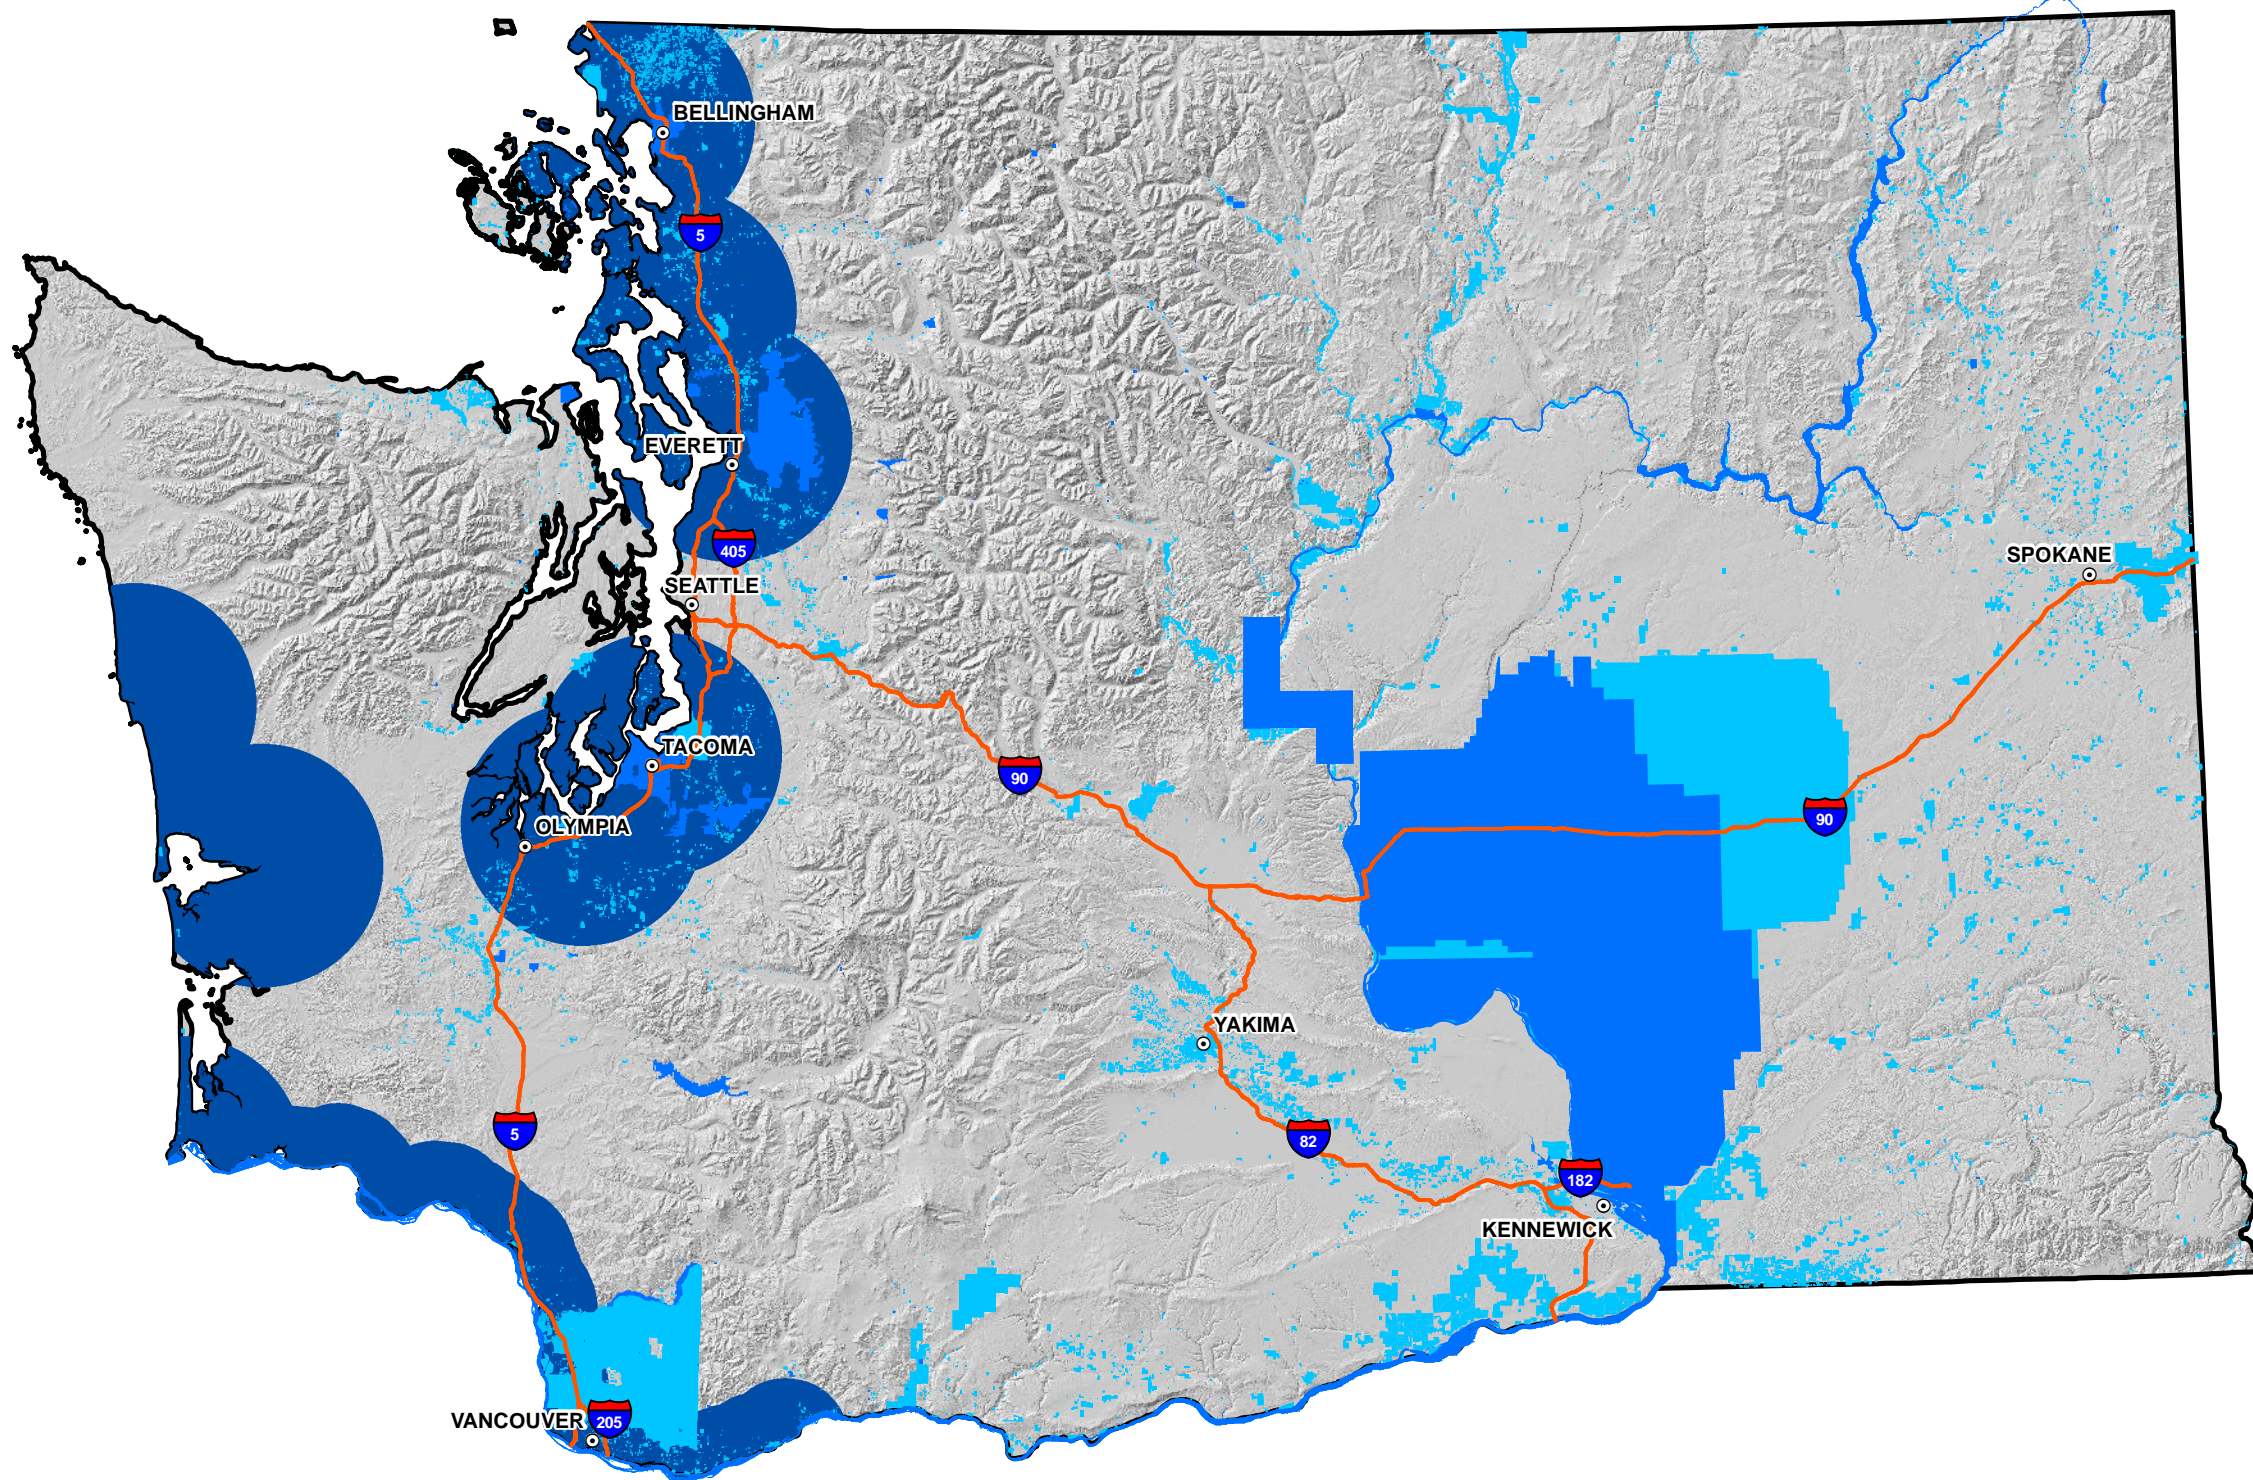 BELLINGHAM
5
EVERETT
405
SEATTLE
SPOKANE
TACOMA
90
90
OLYMPIA
YAKIMA
5
82
182
KENNEWICK
VANCOUVER
205